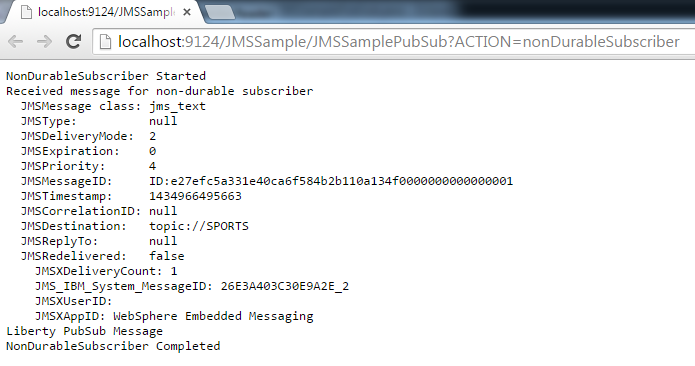 localhost:9124/JMSSampl
localhost:9124/JMSSample/JMSSamplePubSub?ACTION=nonDurableSubscriber
NonDurableSubscriber Started
Received message for non-durable subscriber
JMSMessage class: jms_text
JMSType: null
JMSDeliveryMode: 2
JMSExpiration: 0
JMSPriority: 4
JMSMessageID: ID:e27efc5a331e40ca6f584b2b110a134f0000000000000001
JMSTimestamp: 1434966495663
JMSCorrelationID: null
JMSDestination: topic://SPORTS
JMSReplyTo: null
JMSRedelivered: false
JMSXDeliveryCount: 1
JMS_IBM_System_MessageID: 26E3A403C30E9A2E_2
JMSXUserID:
JMSXAppID: WebSphere Embedded Messaging
Liberty PubSub Message
NonDurableSubscriber Completed